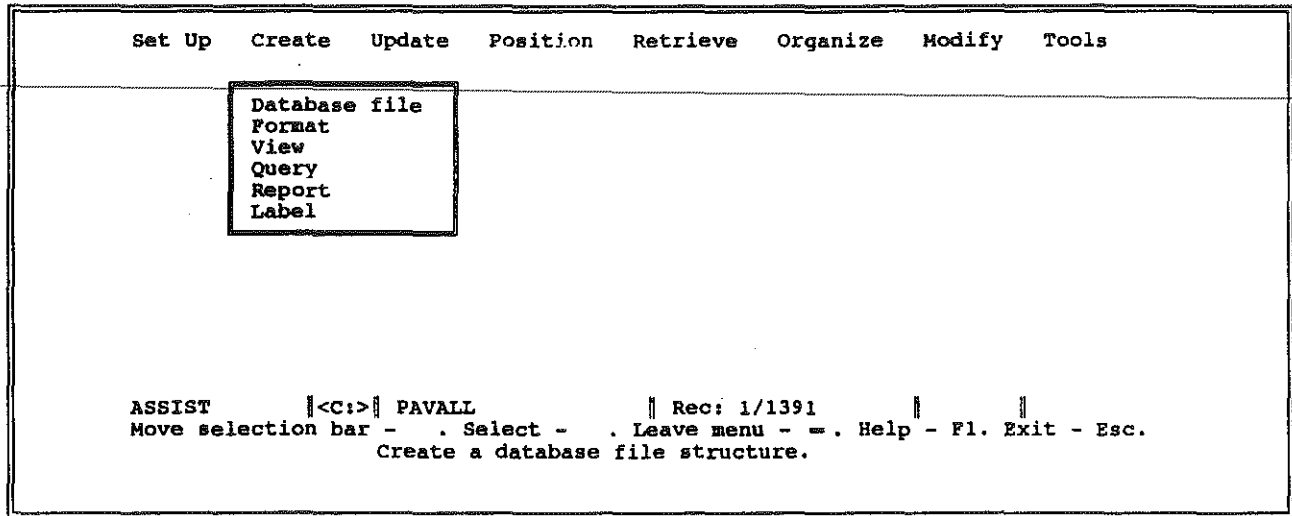 Set Up Create Update Position Retrieve Organize Modify Tools
Database file
Format
View
Query
Report
Label
ASSIST <C:> PAVALL Rec: 1/1391
Move selection bar - . Select - . Leave menu - = . Help - F1. Exit - Esc.
Create a database file structure.